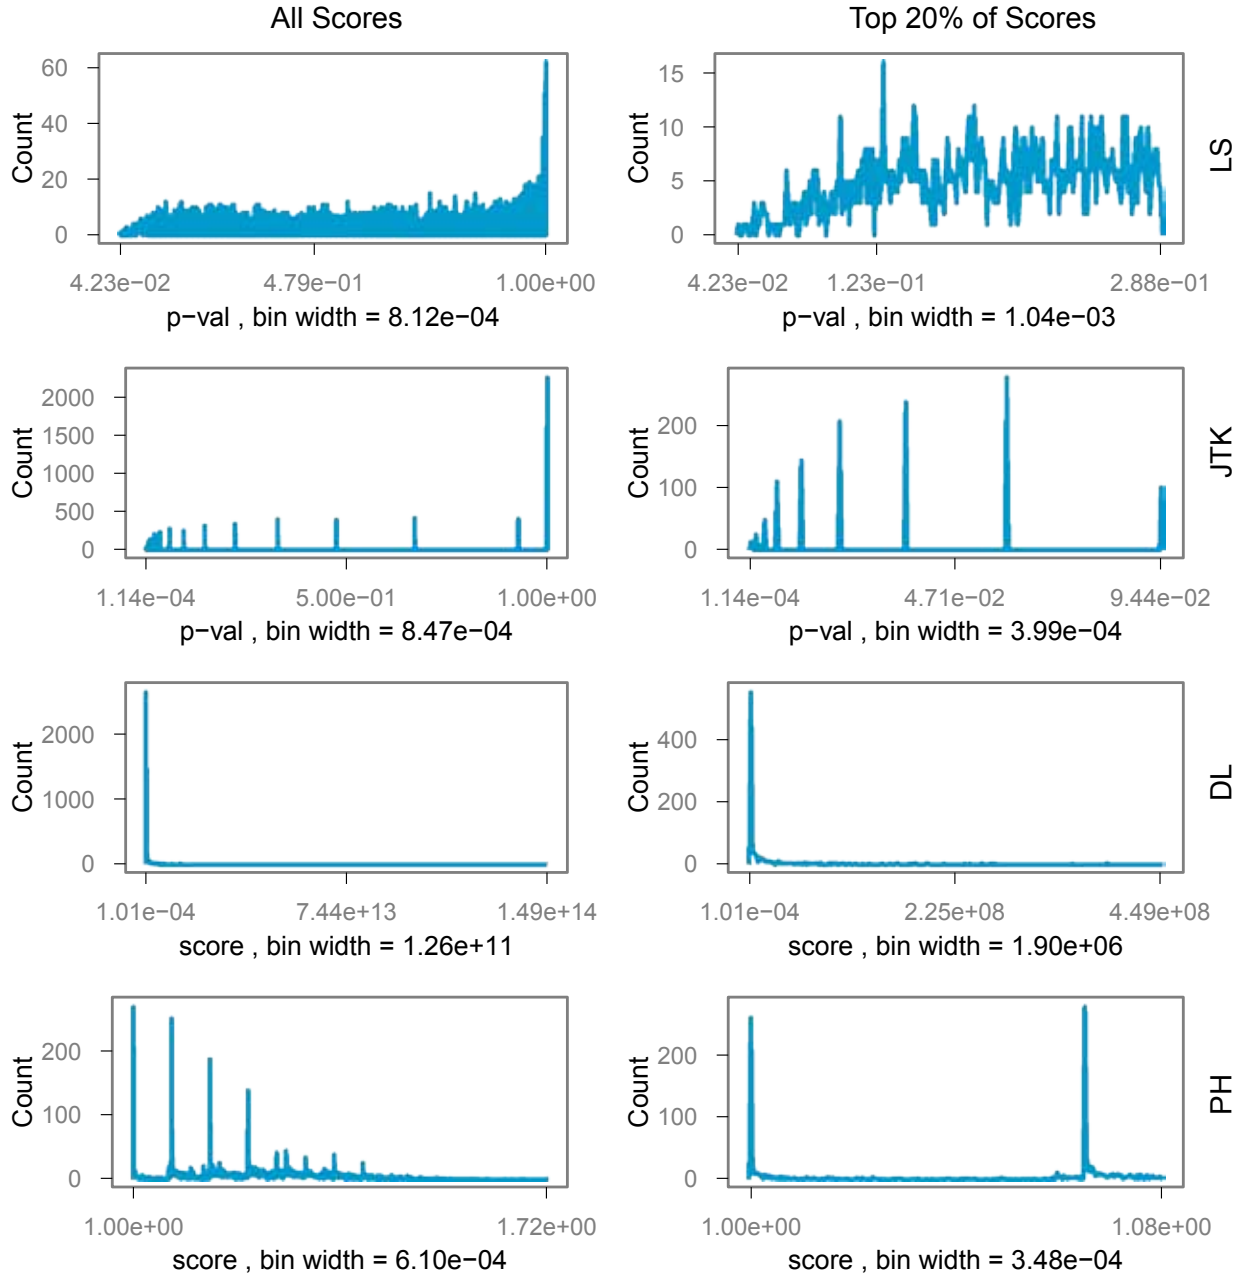 All Scores
Top 20% of Scores
Count
60
40
20
0
4.23e−02 4.79e−01 1.00e+00
p−val , bin width = 8.12e−04
Count
15
10
5
0
4.23e−02 1.23e−01 2.88e−01
p−val , bin width = 1.04e−03
LS
Count
2000
1500
1000
500
0
1.14e−04 5.00e−01 1.00e+00
p−val , bin width = 8.47e−04
Count
200
100
0
1.14e−04 4.71e−02 9.44e−02
p−val , bin width = 3.99e−04
JTK
Count
2000
1000
0
1.01e−04 7.44e+13 1.49e+14
score , bin width = 1.26e+11
Count
400
200
0
1.01e−04 2.25e+08 4.49e+08
score , bin width = 1.90e+06
DL
Count
200
100
0
1.00e+00 1.72e+00
score , bin width = 6.10e−04
Count
200
100
0
1.00e+00 1.08e+00
score , bin width = 3.48e−04
PH